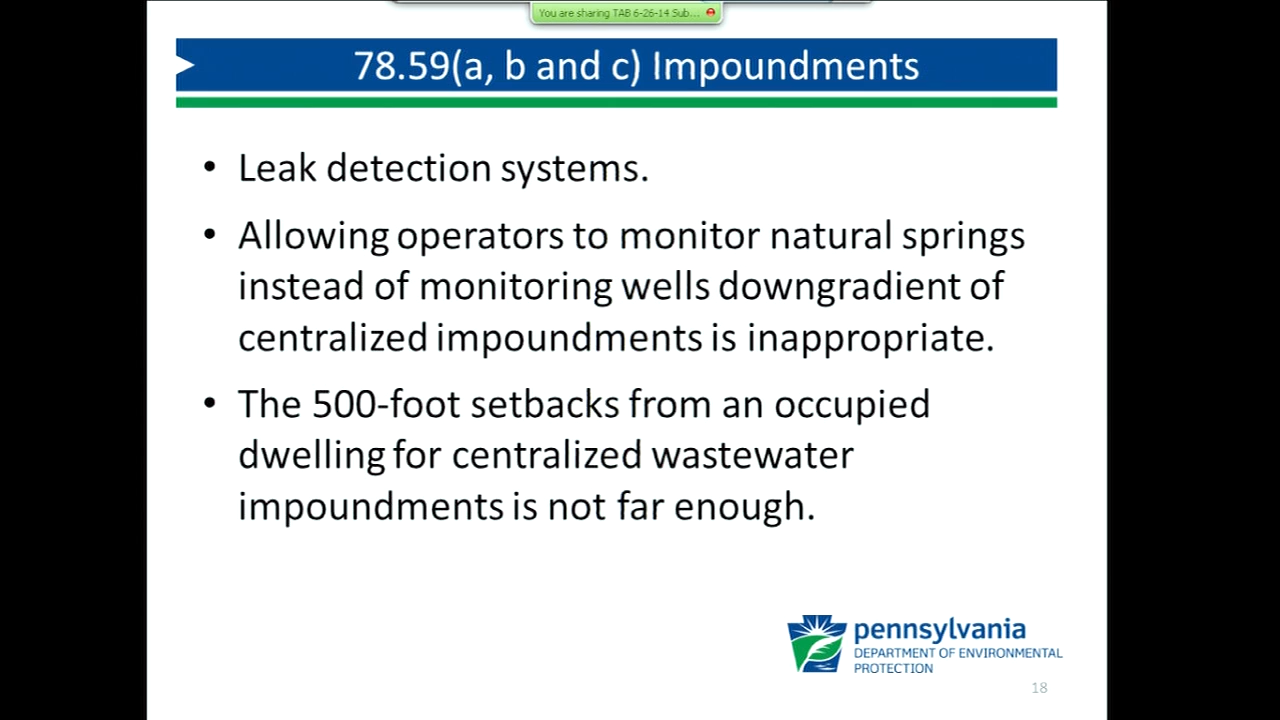 You are sharing TAB 6-26-14 Sub...
78.59(a, b and c) Impoundments
• Leak detection systems.
• Allowing operators to monitor natural springs
instead of monitoring wells downgradient of
centralized impoundments is inappropriate.
• The 500-foot setbacks from an occupied
dwelling for centralized wastewater
impoundments is not far enough.
pennsylvania
DEPARTMENT OF ENVIRONMENTAL
PROTECTION
18